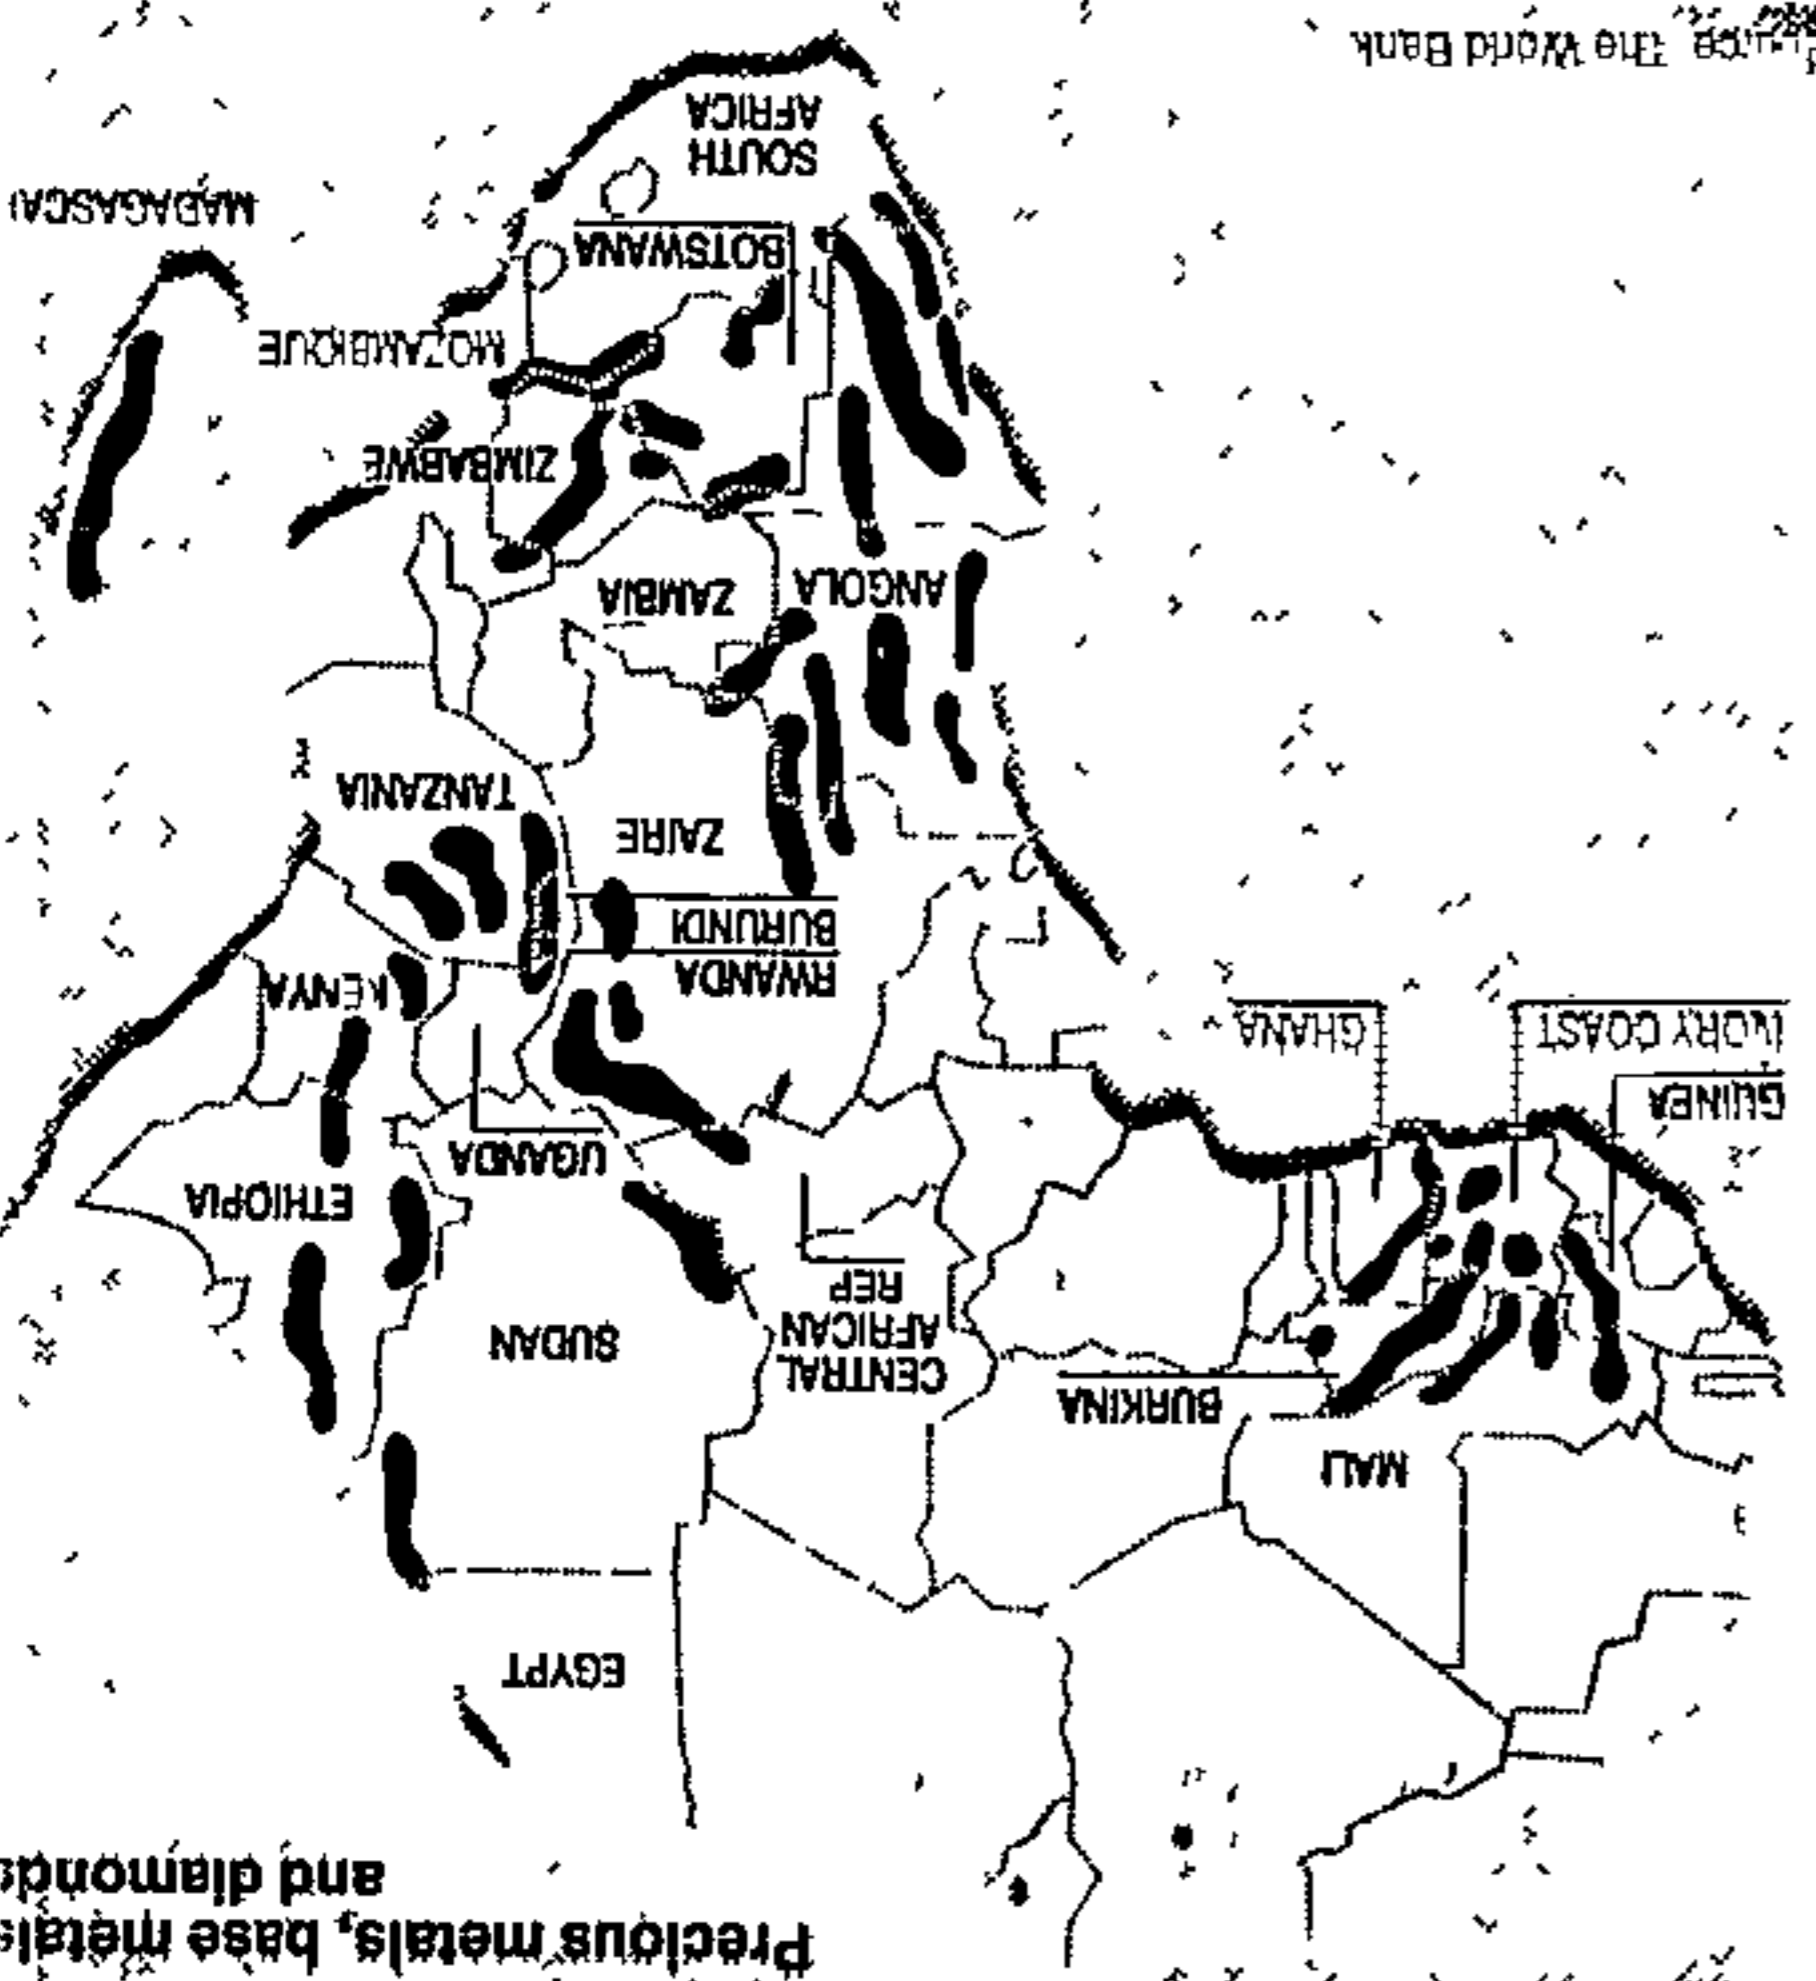 Precious metals, base metals
and diamonds
EGYPT
MALI
BURKINA
SUDAN
CENTRAL
AFRICAN
REP
ETHIOPIA
UGANDA
GUINEA
IVORY COAST
GHANA
KENYA
RWANDA
BURUNDI
ZAIRE
TANZANIA
ANGOLA
ZAMBIA
ZIMBABWE
MOZAMBIQUE
BOTSWANA
MADAGASCA
SOUTH
AFRICA
The World Bank